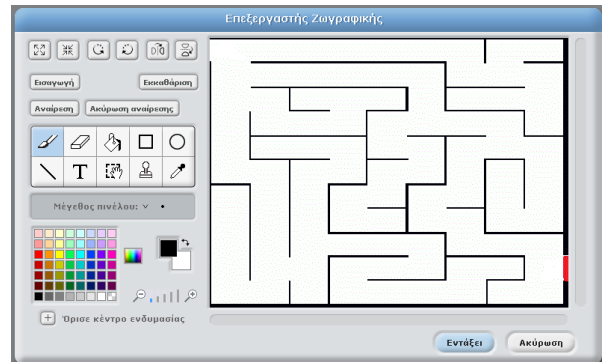 Επεξεργαστής Ζωγραφικής
Εισαγωγή Εκκαθάριση
Αναίρεση Ακύρωση αναίρεσης
T
Μέγεθος πινέλου:
Όρισε κέντρο ενδυμασίας
Εντάξει Ακύρωση